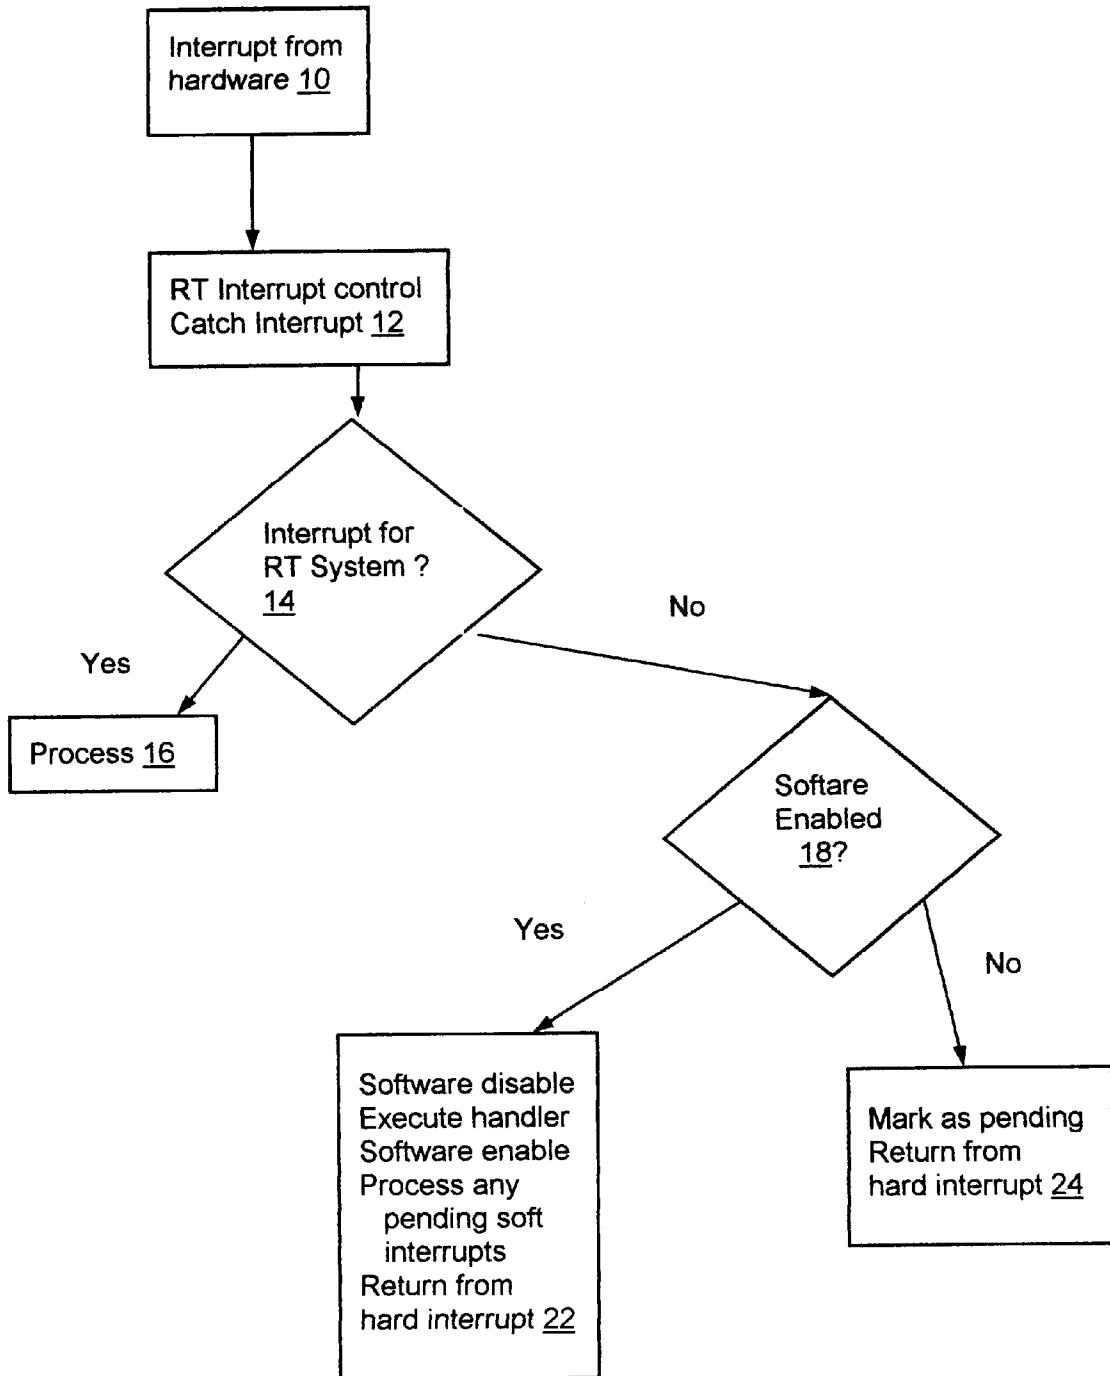 Interrupt from
hardware 10
RT Interrupt control
Catch Interrupt 12
Interrupt for
RT System ?
14
No
Yes
Process 16
Softare
Enabled
18?
Yes
No
Software disable
Execute handler
Software enable
Process any
pending soft
interrupts
Return from
hard interrupt 22
Mark as pending
Return from
hard interrupt 24